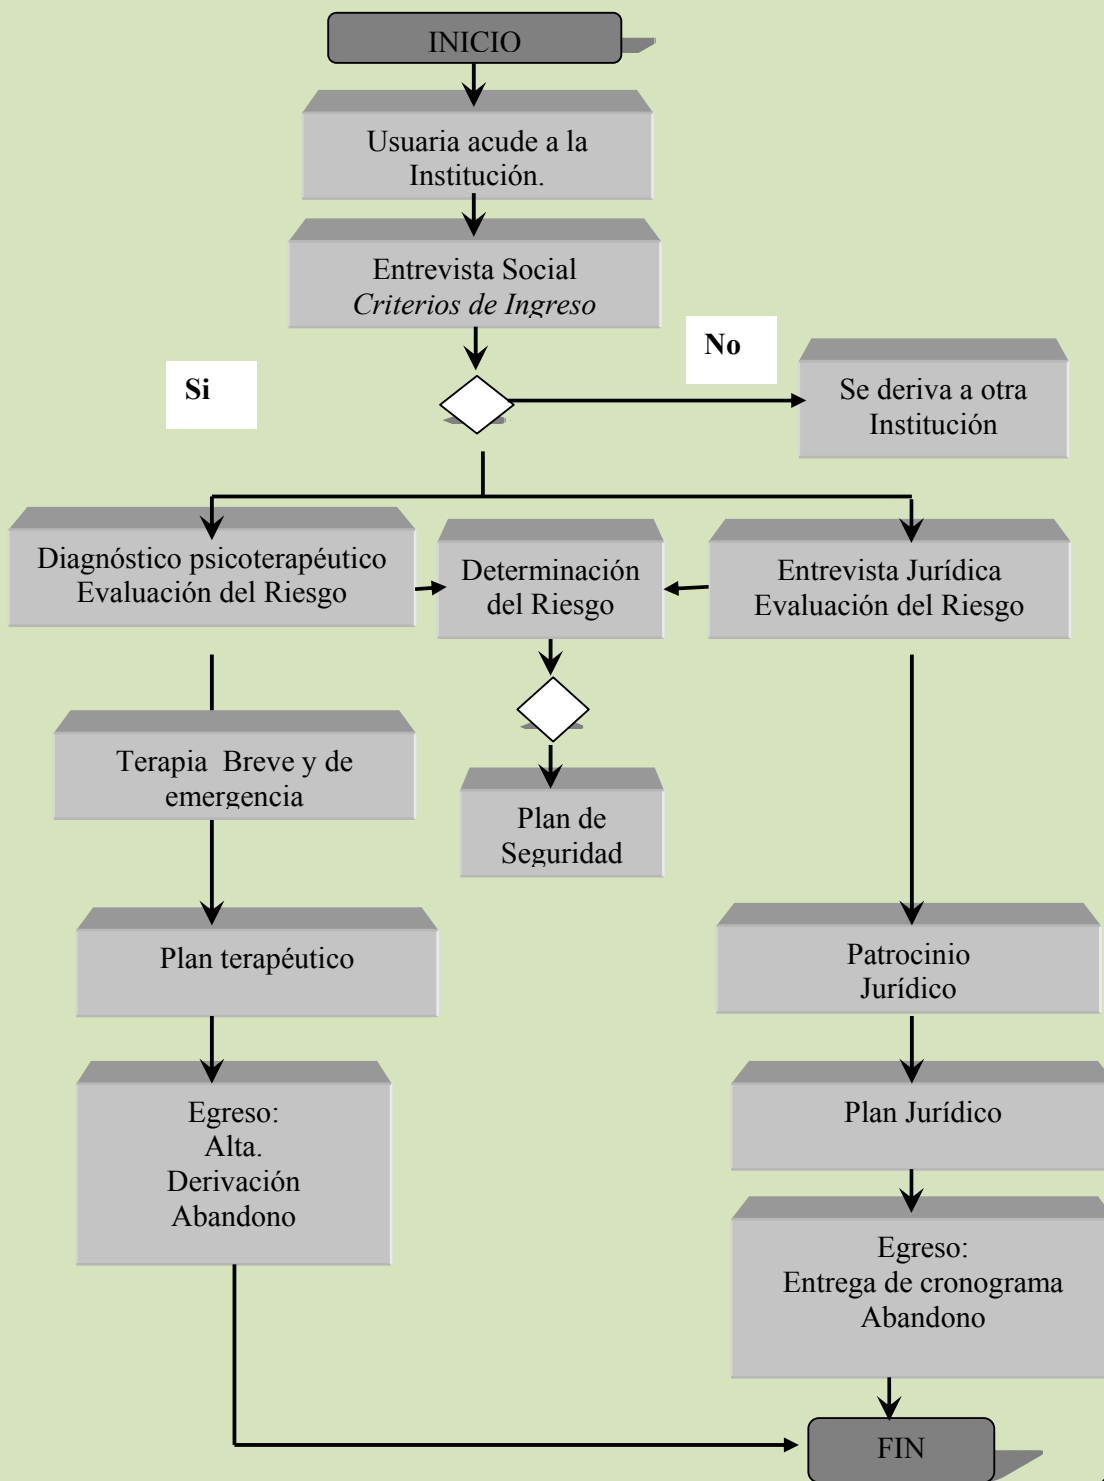 INICIO
Usuaria acude a la
Institución.
Entrevista Social
Criterios de Ingreso
No
Si
Se deriva a otra
Institución
Diagnóstico psicoterapéutico
Evaluación del Riesgo
Determinación
del Riesgo
Entrevista Jurídica
Evaluación del Riesgo
Terapia Breve y de
emergencia
Plan de
Seguridad
Plan terapéutico
Patrocinio
Jurídico
Egreso:
Alta.
Derivación
Abandono
Plan Jurídico
Egreso:
Entrega de cronograma
Abandono
FIN